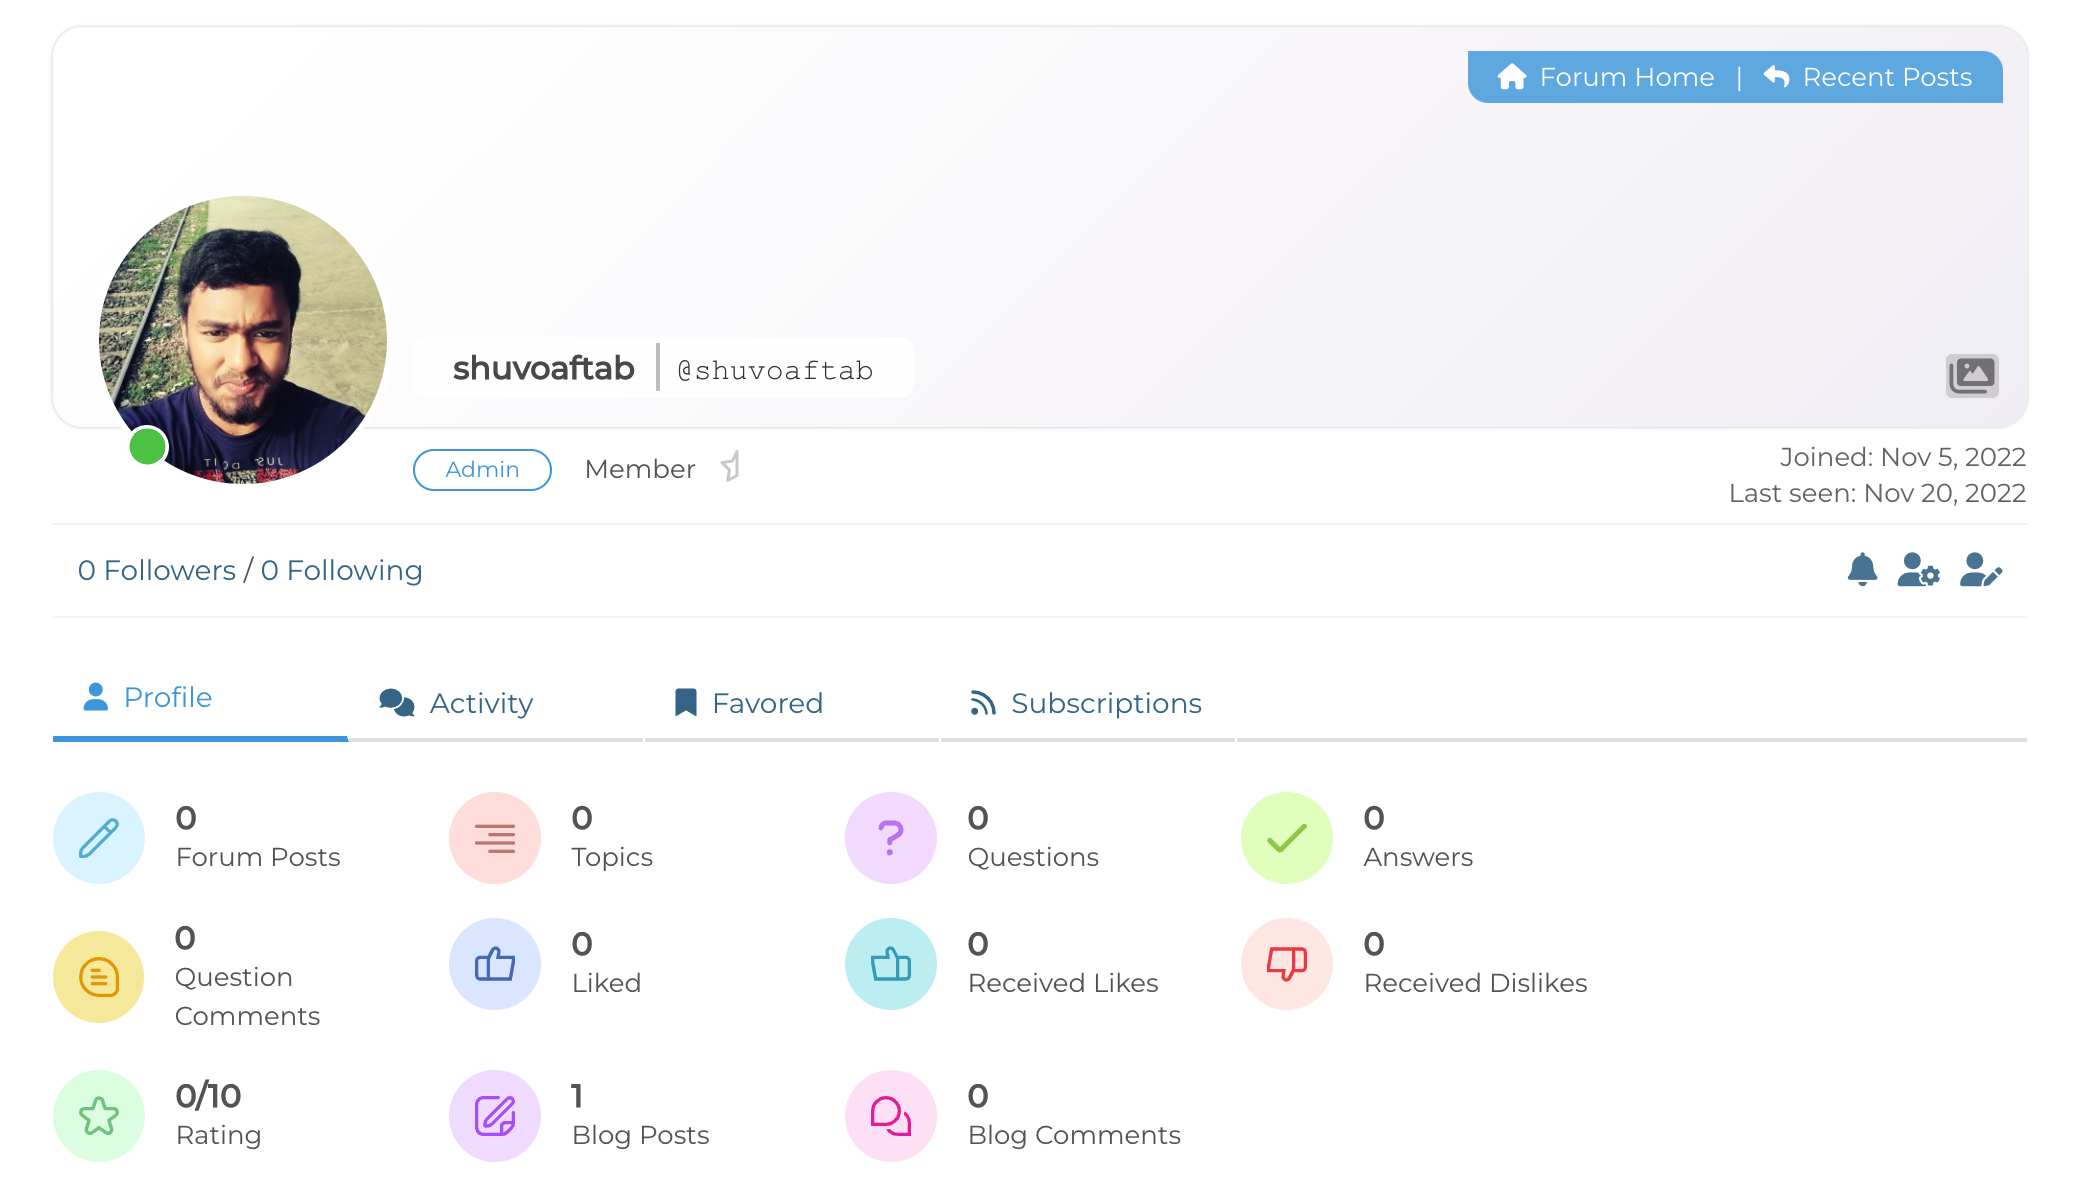 Forum Home | Recent Posts
shuvoaftab @shuvoaftab
Admin Member
Joined: Nov 5, 2022
Last seen: Nov 20, 2022
0 Followers / 0 Following
Profile Activity Favored Subscriptions
0 0 0 0
Forum Posts Topics Questions Answers
0 0 0 0
Question Comments Liked Received Likes Received Dislikes
0/10 1 0
Rating Blog Posts Blog Comments